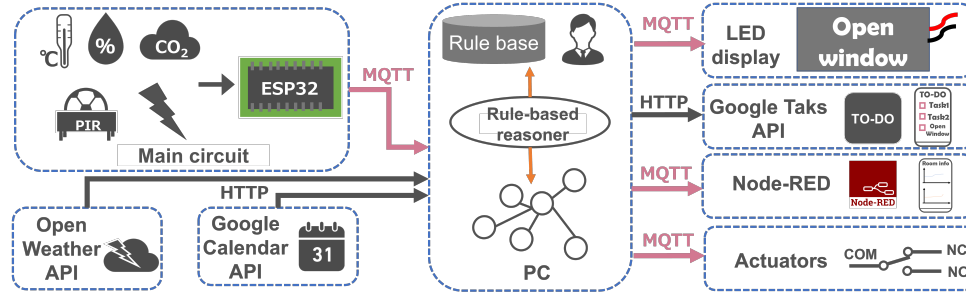 °C
%
CO2
ESP32
PIR
Main circuit
MQTT
HTTP
Open
Weather
API
Google
Calendar
API
31
Rule base
Rule-based
reasoner
PC
MQTT
LED
display
Open
window
HTTP
Google Taks
API
TO-DO
TO-DO
Task1
Task2
Open
Window
MQTT
Node-RED
Node-RED
Room info
MQTT
Actuators
COM
NC
NO